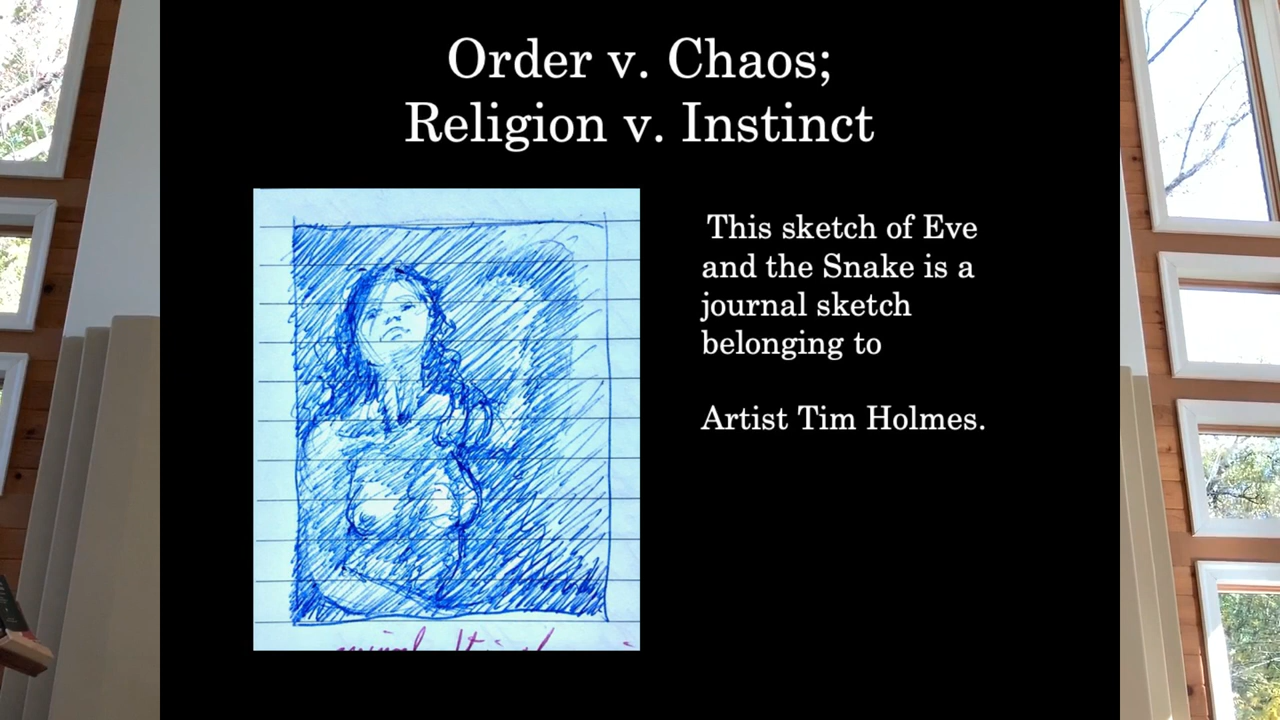 Order v. Chaos;
Religion v. Instinct
This sketch of Eve
and the Snake is a
journal sketch
belonging to
Artist Tim Holmes.